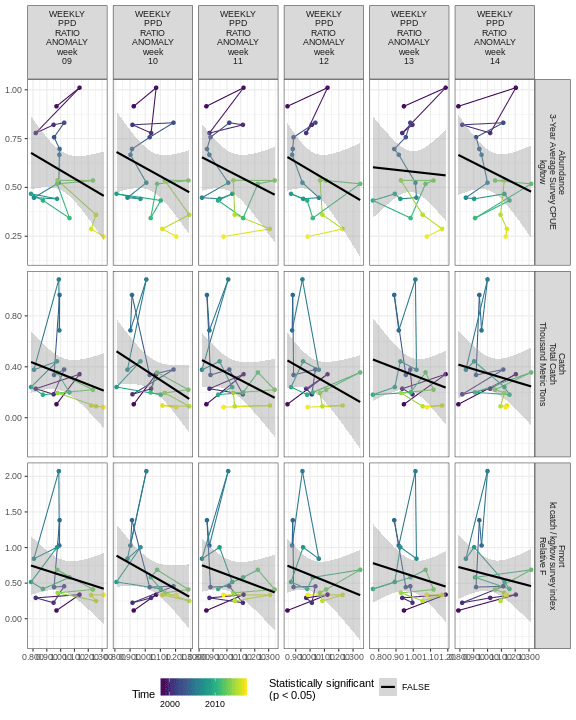 WEEKLY
PPD
RATIO
ANOMALY
week
09
WEEKLY
PPD
RATIO
ANOMALY
week
10
WEEKLY
PPD
RATIO
ANOMALY
week
11
WEEKLY
PPD
RATIO
ANOMALY
week
12
WEEKLY
PPD
RATIO
ANOMALY
week
13
WEEKLY
PPD
RATIO
ANOMALY
week
14
1.00
0.75
0.50
0.25
Abundance
3-Year Average Survey CPUE
kg/tow
0.80
0.40
0.00
Catch
Total Catch
Thousand Metric Tons
2.00
1.50
1.00
0.50
0.00
Fmort
kt catch / kg/tow survey index
Relative F
Time
2000
2010
Statistically significant
(p < 0.05)
FALSE